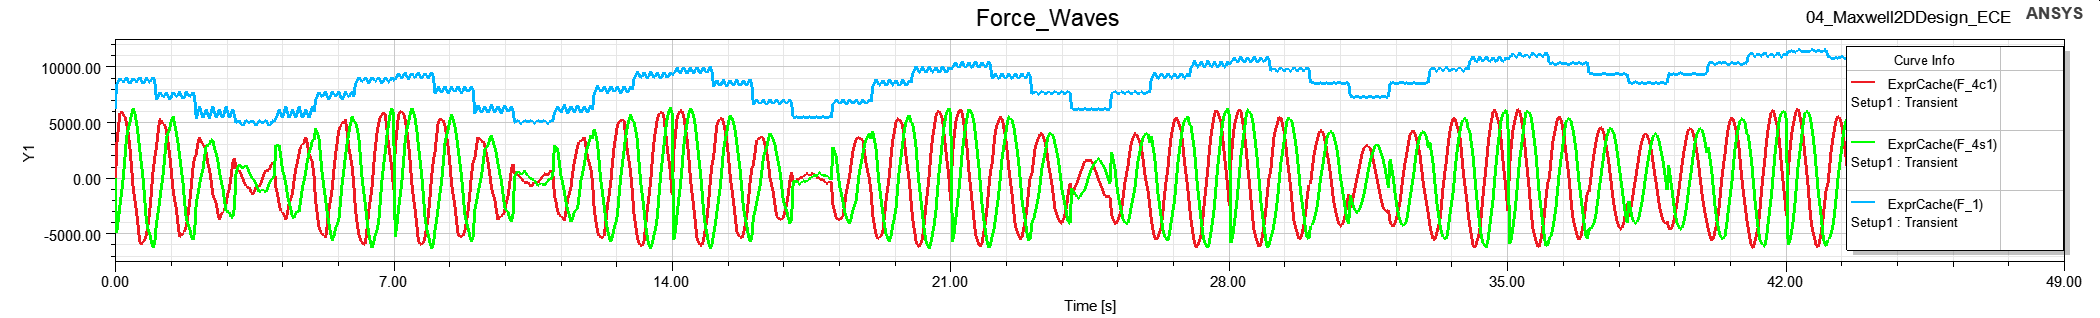 Force_Waves
04_Maxwell2DDesign_ECE ANSYS
10000.00
5000.00
0.00
-5000.00
Y1
Curve Info
ExprCache(F_4c1)
Setup1 : Transient
ExprCache(F_4s1)
Setup1 : Transient
ExprCache(F_1)
Setup1 : Transient
0.00 7.00 14.00 21.00 28.00 35.00 42.00 49.00
Time [s]